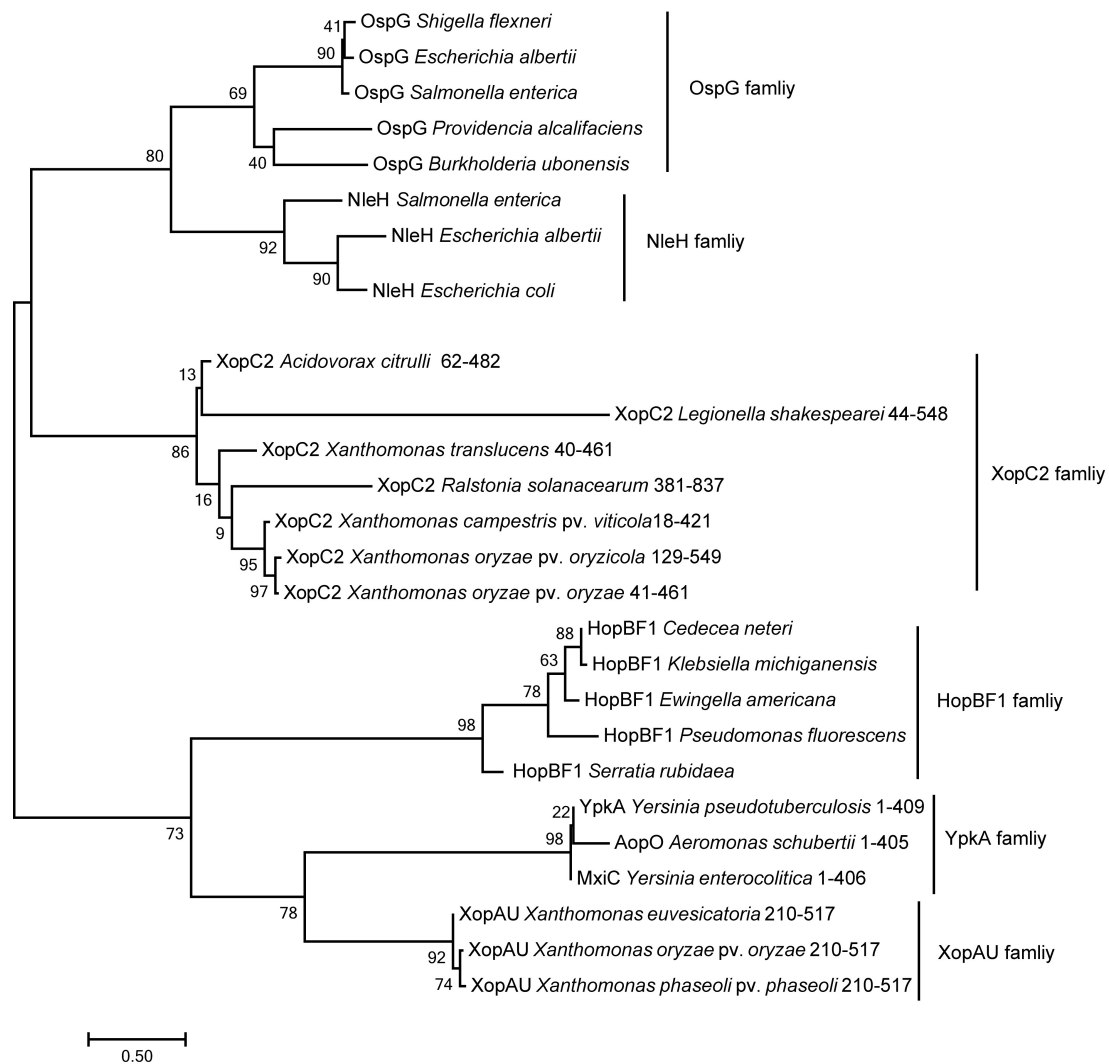 41
OspG Shigella flexneri
90
OspG Escherichia albertii
OspG Salmonella enterica
69
OspG Providencia alcalifaciens
40
OspG Burkholderia ubonensis
OspG famliy
80
NleH Salmonella enterica
92
NleH Escherichia albertii
90
NleH Escherichia coli
NleH famliy
13
XopC2 Acidovorax citrulli 62-482
XopC2 Legionella shakespearei 44-548
86
XopC2 Xanthomonas translucens 40-461
16
XopC2 Ralstonia solanacearum 381-837
9
XopC2 Xanthomonas campestris pv. viticola18-421
95
XopC2 Xanthomonas oryzae pv. oryzicola 129-549
97
XopC2 Xanthomonas oryzae pv. oryzae 41-461
XopC2 famliy
88
HopBF1 Cedecea neteri
63
HopBF1 Klebsiella michiganensis
78
HopBF1 Ewingella americana
98
HopBF1 Pseudomonas fluorescens
HopBF1 Serratia rubidaea
HopBF1 famliy
73
22
YpkA Yersinia pseudotuberculosis 1-409
98
AopO Aeromonas schubertii 1-405
MxiC Yersinia enterocolitica 1-406
YpkA famliy
78
XopAU Xanthomonas euvesicatoria 210-517
92
XopAU Xanthomonas oryzae pv. oryzae 210-517
74
XopAU Xanthomonas phaseoli pv. phaseoli 210-517
XopAU famliy
0.50